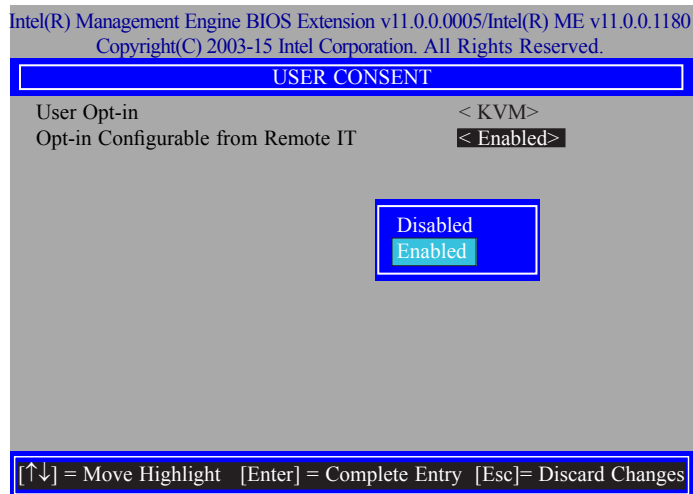 Intel(R) Management Engine BIOS Extension v11.0.0.0005/Intel(R) ME v11.0.0.1180
Copyright(C) 2003-15 Intel Corporation. All Rights Reserved.
USER CONSENT
User Opt-in < KVM>
Opt-in Configurable from Remote IT < Enabled>
Disabled
Enabled
[↑↓] = Move Highlight [Enter] = Complete Entry [Esc]= Discard Changes